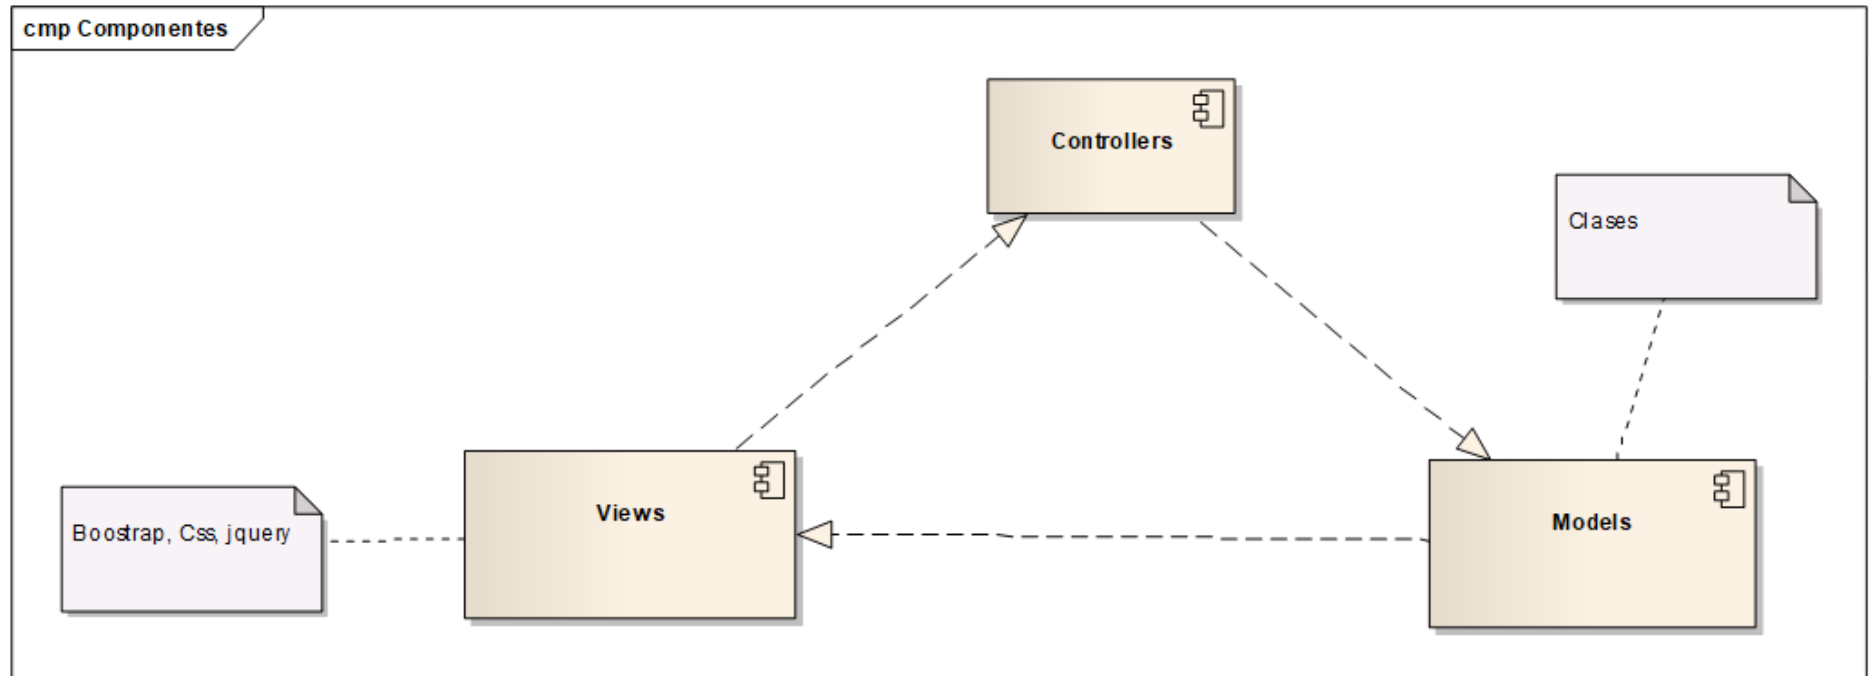 cmp Componentes
Controllers
Clases
Views
Boostrap, Css, jquery
Models